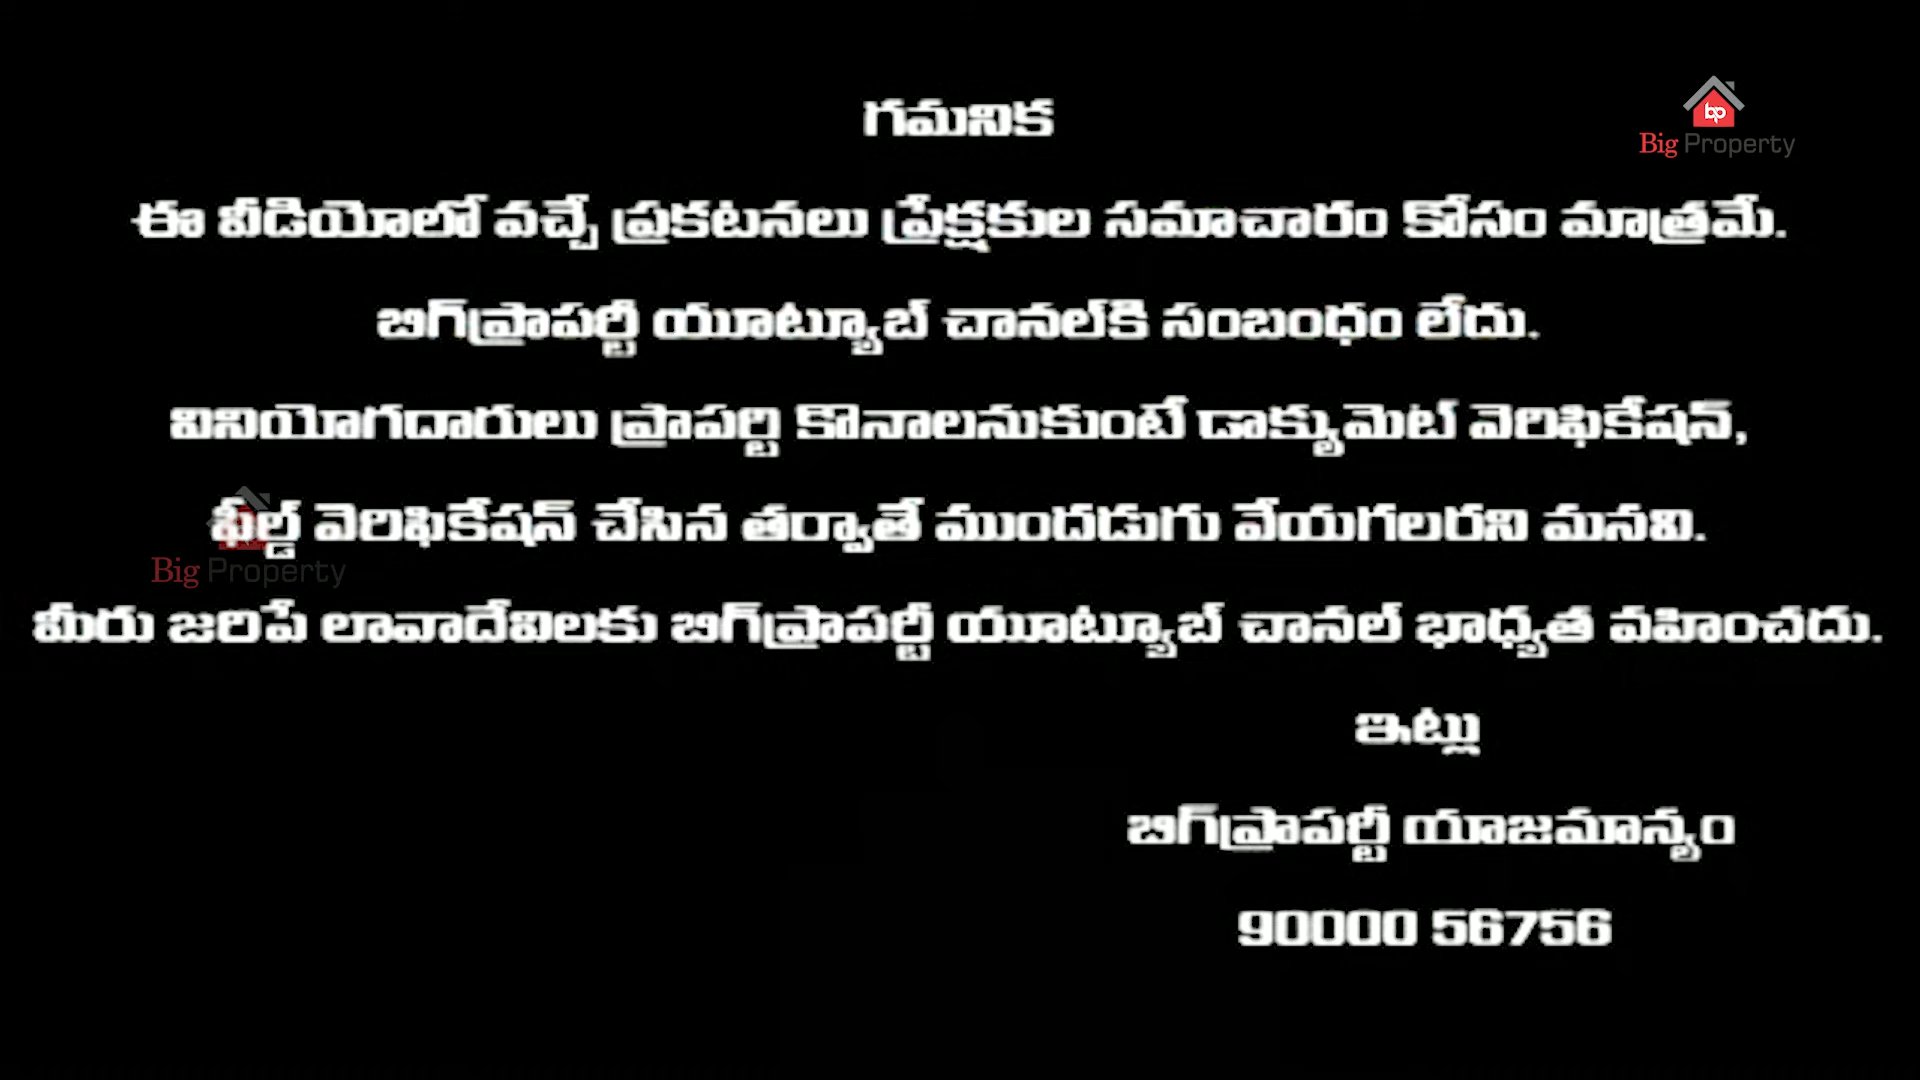 గమనిక
bp
Big Property
ఈ వీడియోలో వచ్చే ప్రకటనలు ప్రేక్షకుల సమాచారం కోసం మాత్రమే.
బిగ్‌ప్రాపర్టీ యూట్యూబ్ చానల్‌కి సంబంధం లేదు.
వినియోగదారులు ప్రాపర్టి కొనాలనుకుంటే డాక్యుమెట్ వెరిఫికేషన్,
ఫీల్డ్ వెరిఫికేషన్ చేసిన తర్వాతే ముందడుగు వేయగలరని మనవి.
Big Property
మీరు జరిపే లావాదేవిలకు బిగ్‌ప్రాపర్టీ యూట్యూబ్ చానల్ భాధ్యత వహించదు.
ఇట్లు
బిగ్‌ప్రాపర్టీ యాజమాన్యం
90000 56756